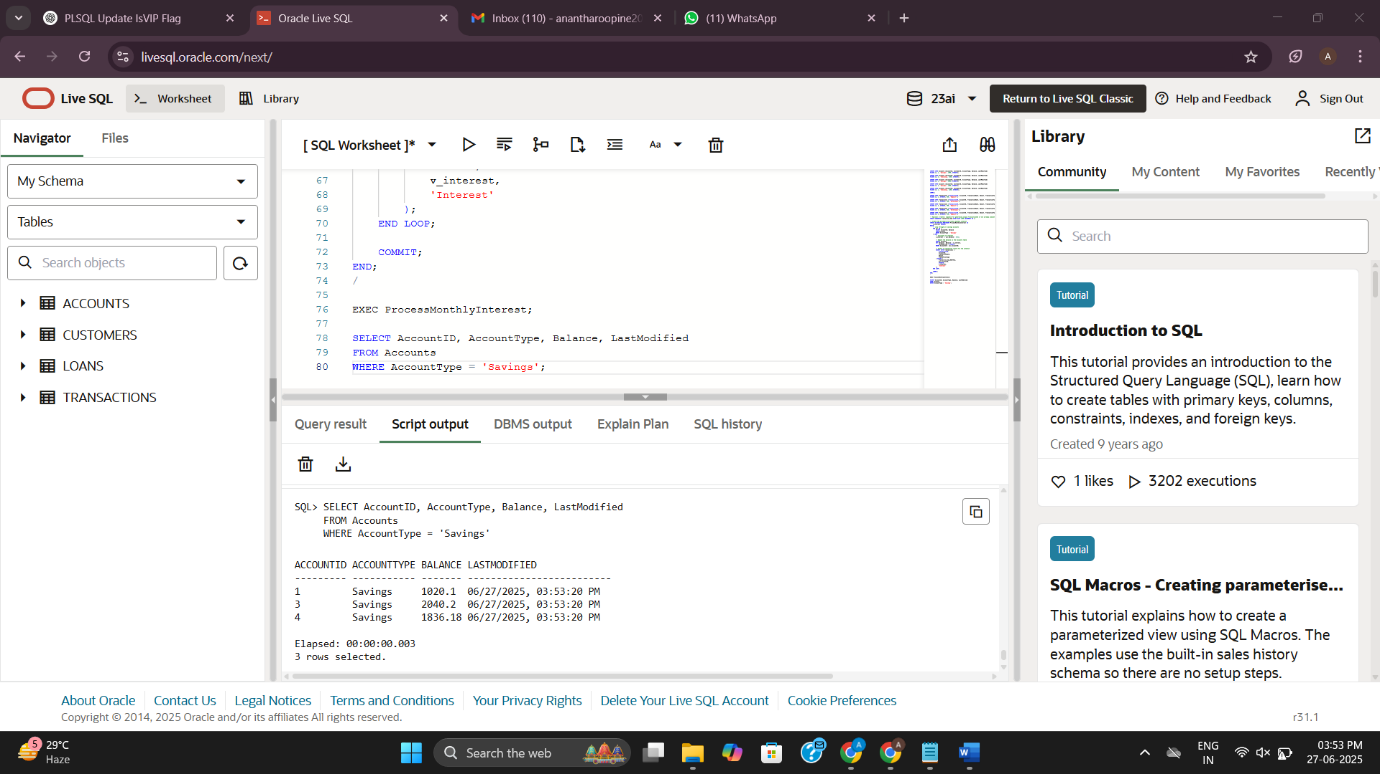 PLSQL Update IsVIP Flag
Oracle Live SQL
Inbox (110) - anantharoopine20
(11) WhatsApp
livesql.oracle.com/next/
A
Live SQL
Worksheet
Library
23ai
Return to Live SQL Classic
Help and Feedback
Sign Out
Navigator
Files
My Schema
Tables
Search objects
ACCOUNTS
CUSTOMERS
LOANS
TRANSACTIONS
[ SQL Worksheet ]*
Aa
67 v_interest,
68 'Interest'
69 );
70 END LOOP;
71
72 COMMIT;
73 END;
74 /
75
76 EXEC ProcessMonthlyInterest;
77
78 SELECT AccountID, AccountType, Balance, LastModified
79 FROM Accounts
80 WHERE AccountType = 'Savings';
Query result
Script output
DBMS output
Explain Plan
SQL history
SQL> SELECT AccountID, AccountType, Balance, LastModified
FROM Accounts
WHERE AccountType = 'Savings'
ACCOUNTID ACCOUNTTYPE BALANCE LASTMODIFIED
--------- ----------- ------- -----------------------
1 Savings 1020.1 06/27/2025, 03:53:20 PM
3 Savings 2040.2 06/27/2025, 03:53:20 PM
4 Savings 1836.18 06/27/2025, 03:53:20 PM
Elapsed: 00:00:00.003
3 rows selected.
Library
Community
My Content
My Favorites
Recently
Search
Tutorial
Introduction to SQL
This tutorial provides an introduction to the
Structured Query Language (SQL), learn how
to create tables with primary keys, columns,
constraints, indexes, and foreign keys.
Created 9 years ago
1 likes
3202 executions
Tutorial
SQL Macros - Creating parameterise...
This tutorial explains how to create a
parameterized view using SQL Macros. The
examples use the built-in sales history
schema so there are no setup steps.
About Oracle
Contact Us
Legal Notices
Terms and Conditions
Your Privacy Rights
Delete Your Live SQL Account
Cookie Preferences
Copyright © 2014, 2025 Oracle and/or its affiliates All rights reserved.
r31.1
5
29°C
Haze
Search the web
ENG
IN
03:53 PM
27-06-2025